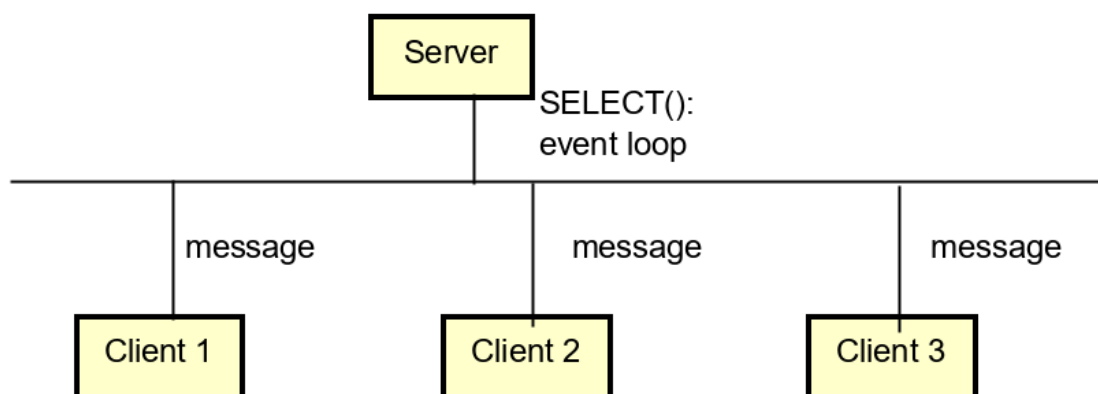 Server
SELECT():
event loop
message
message
message
Client 1
Client 2
Client 3